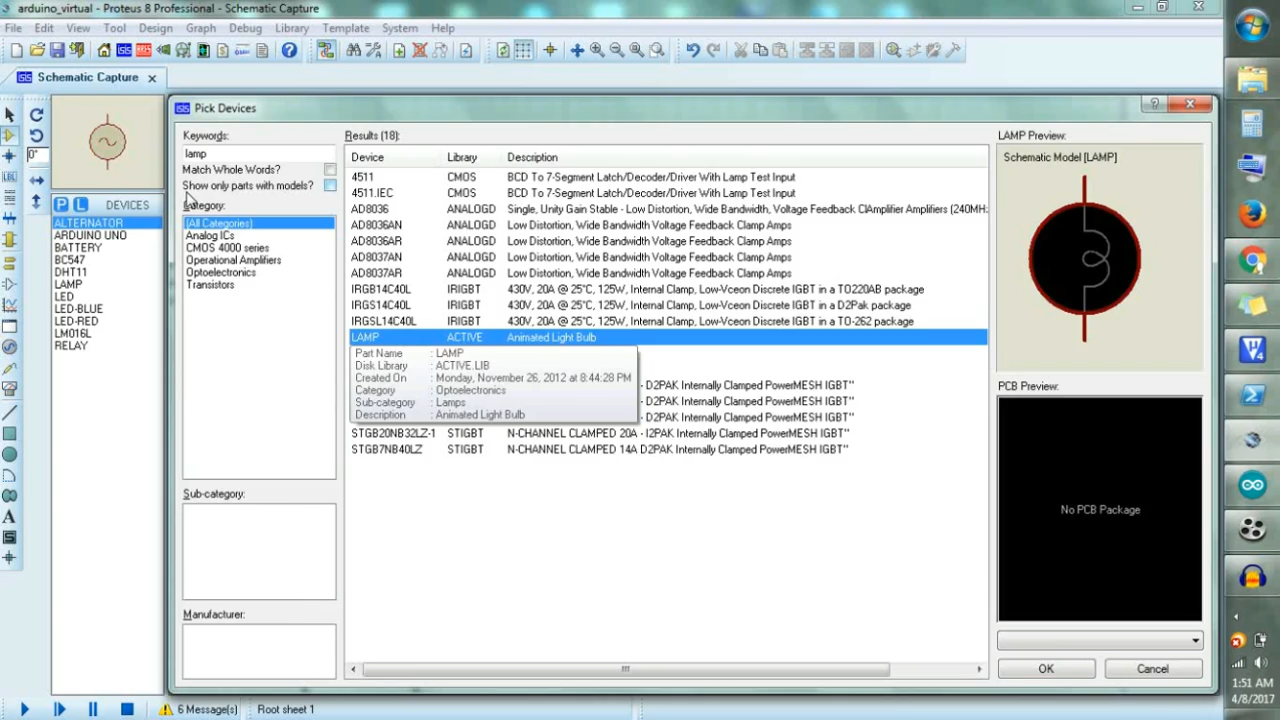 arduino_virtual - Proteus 8 Professional - Schematic Capture
File Edit View Tool Design Graph Debug Library Template System Help
Schematic Capture
Pick Devices
Keywords:
lamp
Match Whole Words?
Show only parts with models?
Category:
(All Categories)
Analog ICs
CMOS 4000 series
Operational Amplifiers
Optoelectronics
Transistors
Sub-category:
Manufacturer:
0°
P L DEVICES
ALTERNATOR
ARDUINO UNO
BATTERY
BC547
DHT11
LAMP
LED
LED-BLUE
LED-RED
LM016L
RELAY
Results (18):
Device Library Description
4511 CMOS BCD To 7-Segment Latch/Decoder/Driver With Lamp Test Input
4511.IEC CMOS BCD To 7-Segment Latch/Decoder/Driver With Lamp Test Input
AD8036 ANALOGD Single, Unity Gain Stable - Low Distortion, Wide Bandwidth, Voltage Feedback ClAmplifier Amplifiers (240MHz
AD8036AN ANALOGD Low Distortion, Wide Bandwidth Voltage Feedback Clamp Amps
AD8036AR ANALOGD Low Distortion, Wide Bandwidth Voltage Feedback Clamp Amps
AD8037AN ANALOGD Low Distortion, Wide Bandwidth Voltage Feedback Clamp Amps
AD8037AR ANALOGD Low Distortion, Wide Bandwidth Voltage Feedback Clamp Amps
IRGB14C40L IRIGBT 430V, 20A @ 25°C, 125W, Internal Clamp, Low-Vceon Discrete IGBT in a TO220AB package
IRGS14C40L IRIGBT 430V, 20A @ 25°C, 125W, Internal Clamp, Low-Vceon Discrete IGBT in a D2Pak package
IRGSL14C40L IRIGBT 430V, 20A @ 25°C, 125W, Internal Clamp, Low-Vceon Discrete IGBT in a TO-262 package
LAMP ACTIVE Animated Light Bulb
Part Name : LAMP
Disk Library : ACTIVE.LIB
Created On : Monday, November 26, 2012 at 8:44:28 PM
Category : Optoelectronics
Sub-category : Lamps
Description : Animated Light Bulb
- D2PAK Internally Clamped PowerMESH IGBT"
- D2PAK Internally Clamped PowerMESH IGBT"
- D2PAK Internally Clamped PowerMESH IGBT"
STGB20NB32LZ-1 STIGBT N-CHANNEL CLAMPED 20A - I2PAK Internally Clamped PowerMESH IGBT"
STGB7NB40LZ STIGBT N-CHANNEL CLAMPED 14A D2PAK Internally Clamped PowerMESH IGBT"
LAMP Preview:
Schematic Model [LAMP]
PCB Preview:
No PCB Package
OK Cancel
6 Message(s) Root sheet 1
1:51 AM
4/8/2017